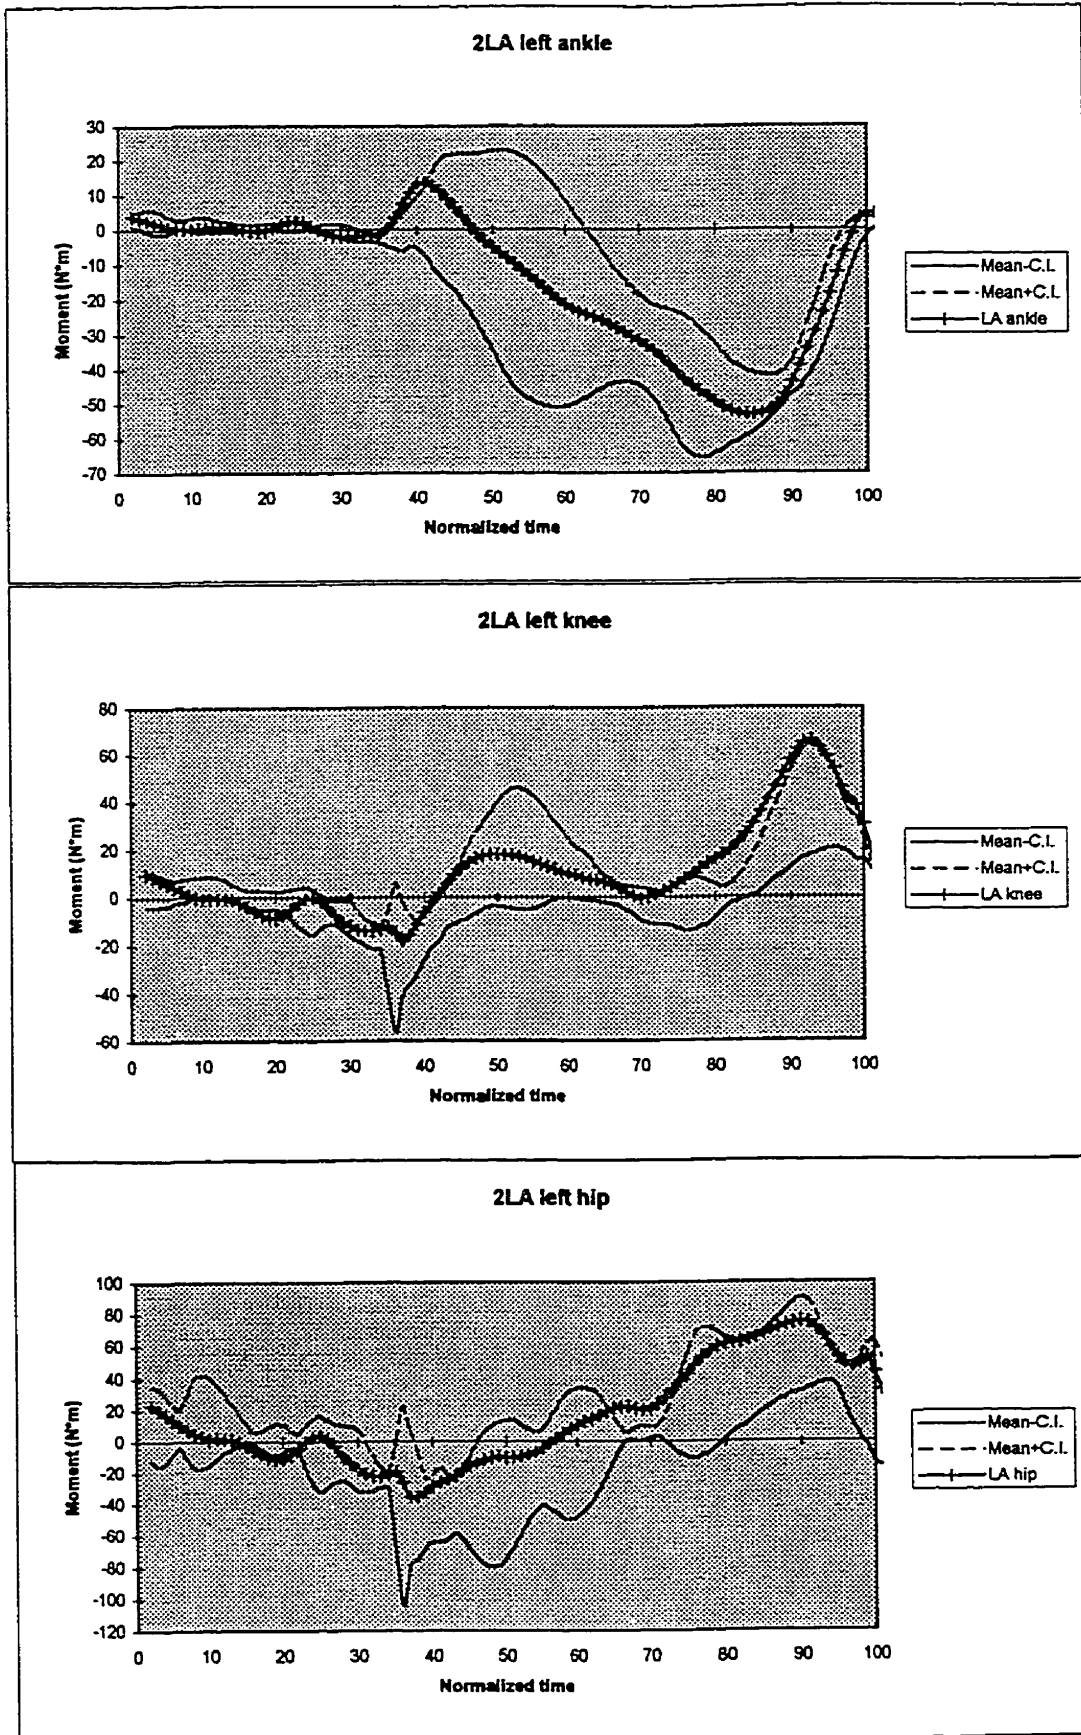 2LA left ankle
30
20
10
0
-10
-20
-30
-40
-50
-60
-70
Moment (N*m)
0 10 20 30 40 50 60 70 80 90 100
Normalized time
Mean-C.I.
Mean+C.I.
LA ankle
2LA left knee
80
60
40
20
0
-20
-40
-60
Moment (N*m)
0 10 20 30 40 50 60 70 80 90 100
Normalized time
Mean-C.I.
Mean+C.I.
LA knee
2LA left hip
100
80
60
40
20
0
-20
-40
-60
-80
-100
-120
Moment (N*m)
0 10 20 30 40 50 60 70 80 90 100
Normalized time
Mean-C.I.
Mean+C.I.
LA hip